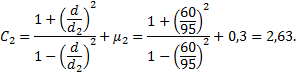 C₂ = (1 + (d/d₂)²)/(1 − (d/d₂)²) + μ₂ = (1 + (60/95)²)/(1 − (60/95)²) + 0,3 = 2,63.